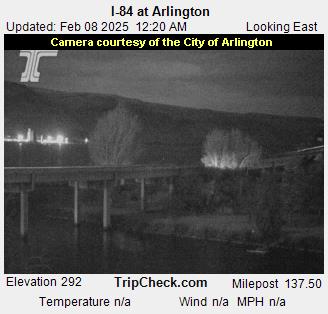 I-84 at Arlington
Updated: Feb 08 2025 12:20 AM Looking East
Camera courtesy of the City of Arlington
Elevation 292 TripCheck.com Milepost 137.50
Temperature n/a Wind n/a MPH n/a